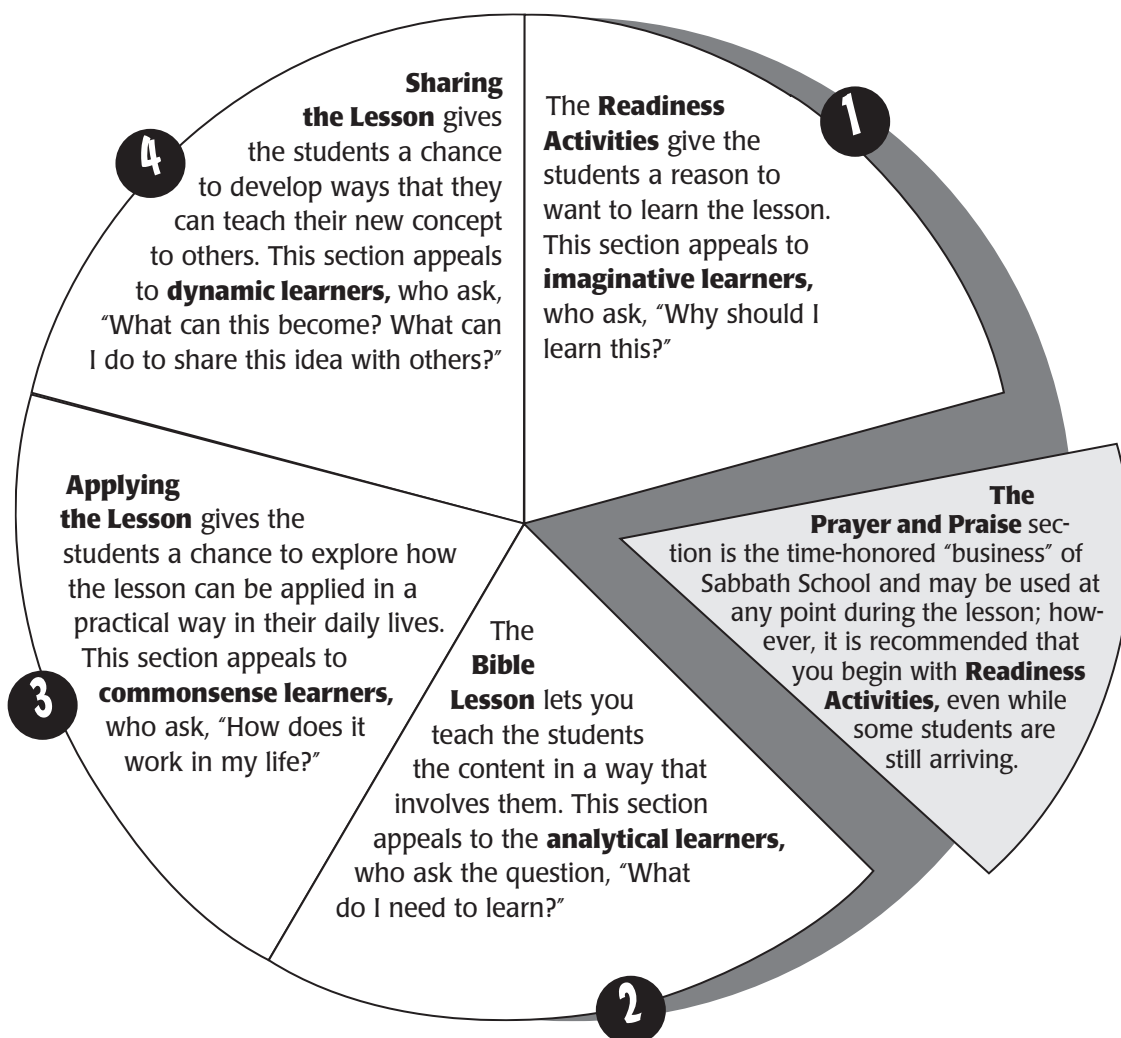 1
The Readiness
Activities give the
students a reason to
want to learn the lesson.
This section appeals to
imaginative learners,
who ask, “Why should I
learn this?”
The
Prayer and Praise sec-
tion is the time-honored “business” of
Sabbath School and may be used at
any point during the lesson; how-
ever, it is recommended that
you begin with Readiness
Activities, even while
some students are
still arriving.
2
The
Bible
Lesson lets you
teach the students
the content in a way that
involves them. This section
appeals to the analytical learners,
who ask the question, “What
do I need to learn?”
3
Applying
the Lesson gives the
students a chance to explore how
the lesson can be applied in a
practical way in their daily lives.
This section appeals to
commonsense learners,
who ask, “How does it
work in my life?”
4
Sharing
the Lesson gives
the students a chance
to develop ways that they
can teach their new concept
to others. This section appeals
to dynamic learners, who ask,
“What can this become? What can
I do to share this idea with others?”